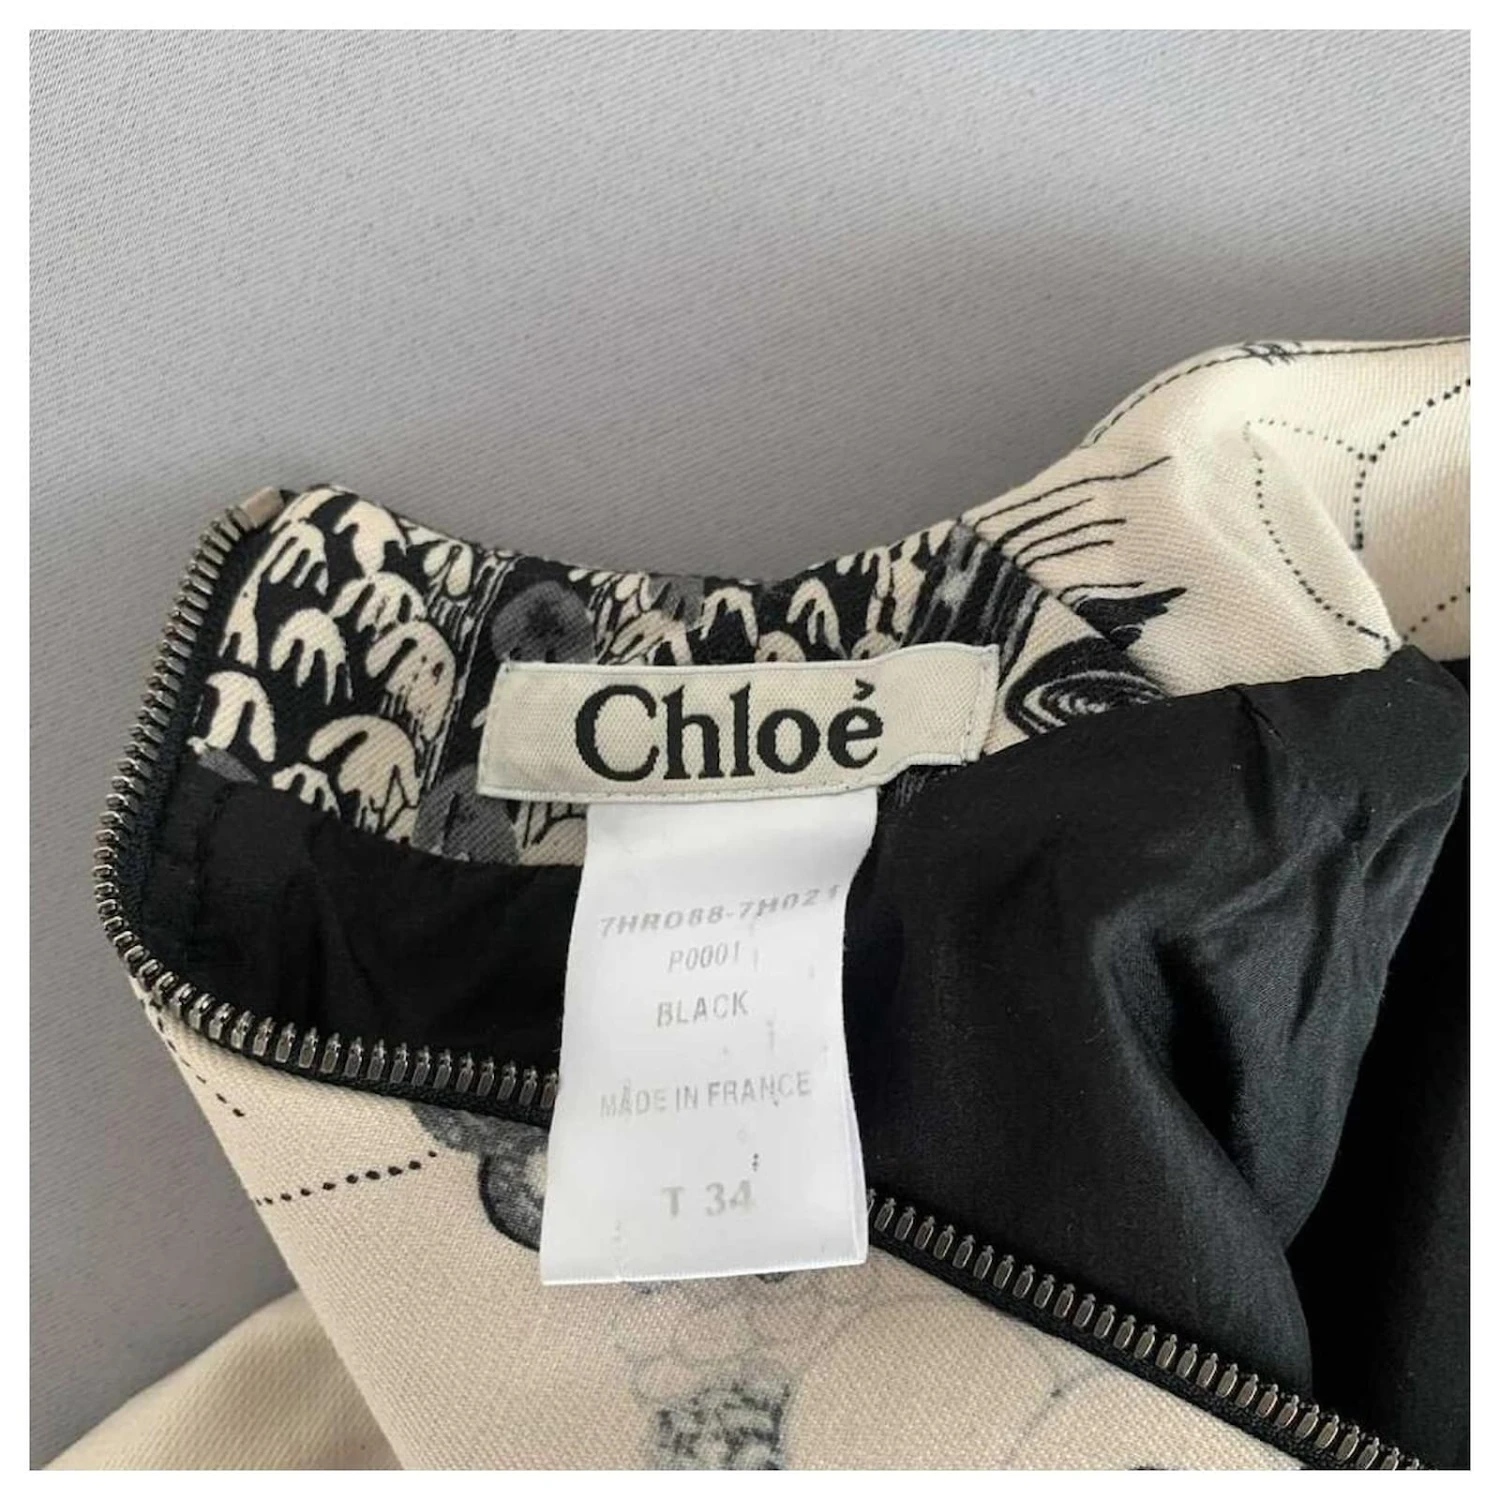 Chloé
7HR088-7H021
P0001
BLACK
MADE IN FRANCE
T 34